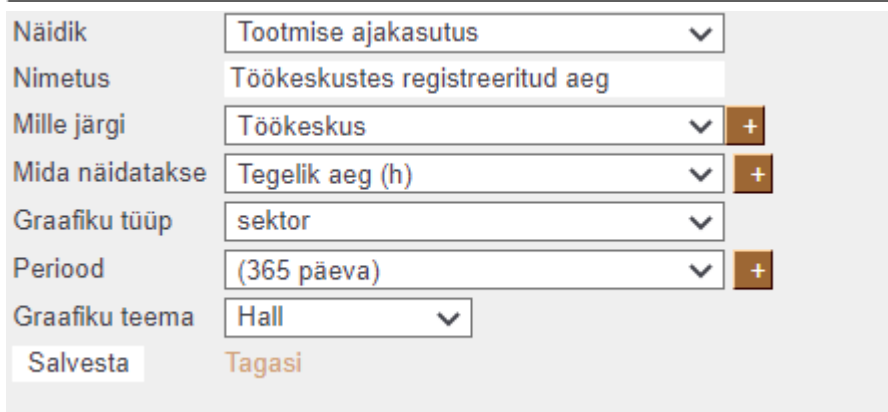 Näidik Tootmise ajakasutus
Nimetus Töökeskustes registreeritud aeg
Mille järgi Töökeskus +
Mida näidatakse Tegelik aeg (h) +
Graafiku tüüp sektor
Periood (365 päeva) +
Graafiku teema Hall
Salvesta Tagasi